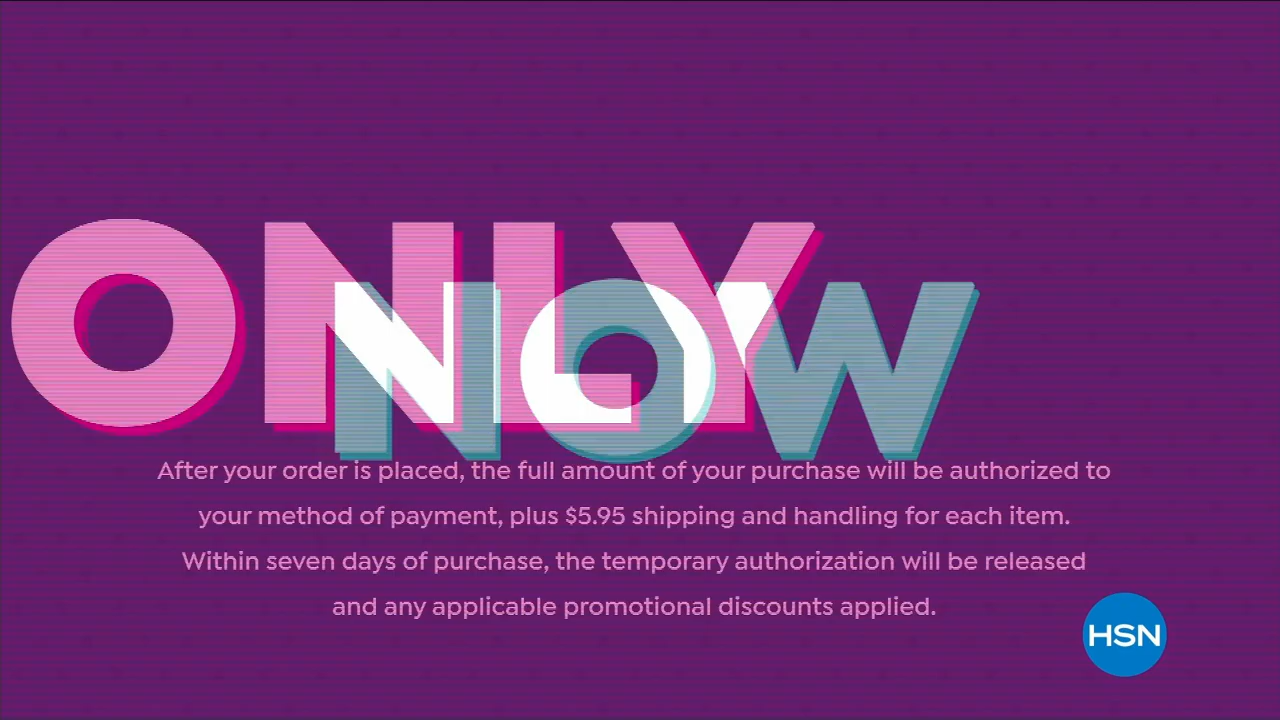 ONLY
NOW
After your order is placed, the full amount of your purchase will be authorized to
your method of payment, plus $5.95 shipping and handling for each item.
Within seven days of purchase, the temporary authorization will be released
and any applicable promotional discounts applied.
HSN